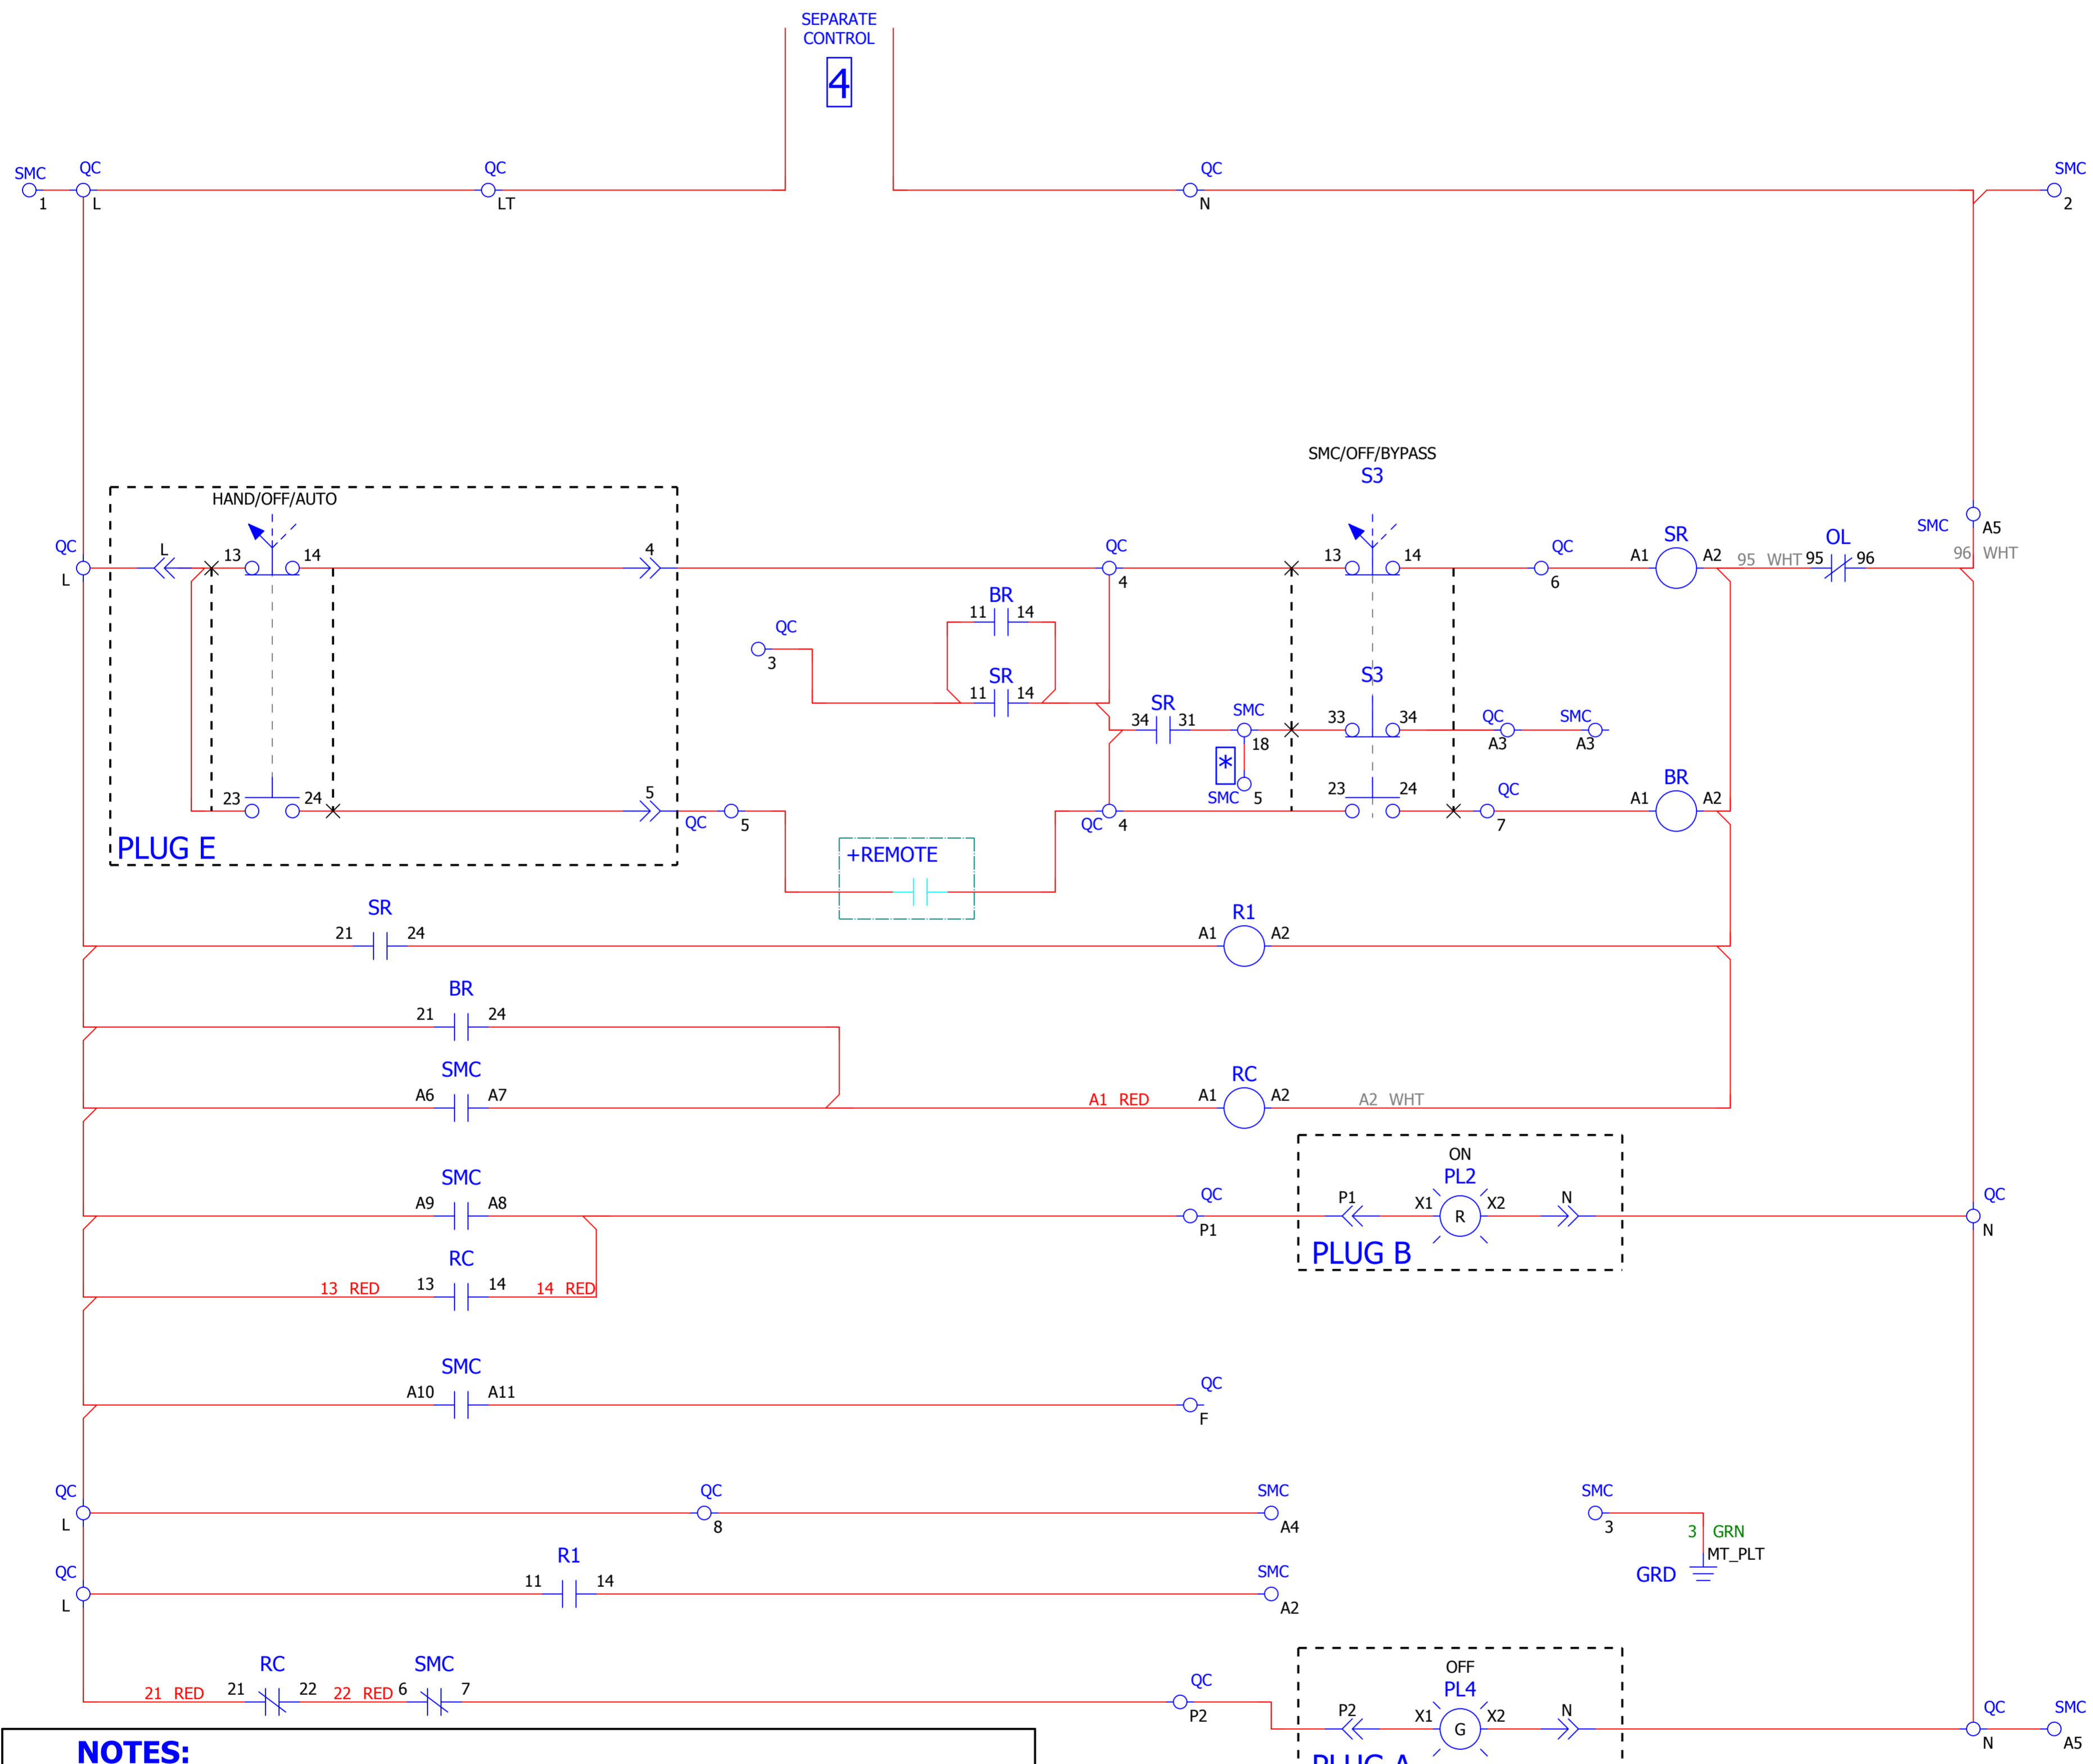 SEPARATE
CONTROL
4
SMC
1
QC
L
QC
LT
QC
N
SMC
2
HAND/OFF/AUTO
SMC/OFF/BYPASS
S3
QC
L
L
13
14
4
QC
4
13
14
QC
6
SR
A1
A2
95 WHT
95
OL
96
SMC
A5
96 WHT
BR
11
14
QC
3
SR
11
14
SR
34
31
SMC
18
S3
33
34
QC
A3
SMC
A3
*
SMC
5
23
24
5
QC
5
QC
4
23
24
QC
7
BR
A1
A2
PLUG E
+REMOTE
SR
21
24
R1
A1
A2
BR
21
24
SMC
A6
A7
A1 RED
RC
A1
A2
A2 WHT
SMC
A9
A8
QC
P1
ON
PL2
P1
X1
R
X2
N
QC
N
PLUG B
RC
13 RED
13
14
14 RED
SMC
A10
A11
QC
F
QC
L
QC
8
SMC
A4
SMC
3
3 GRN
MT_PLT
GRD
QC
L
R1
11
14
SMC
A2
RC
21 RED
21
22
22 RED
SMC
6
7
QC
P2
OFF
PL4
P2
X1
G
X2
N
QC
N
SMC
A5
PLUG A
NOTES: